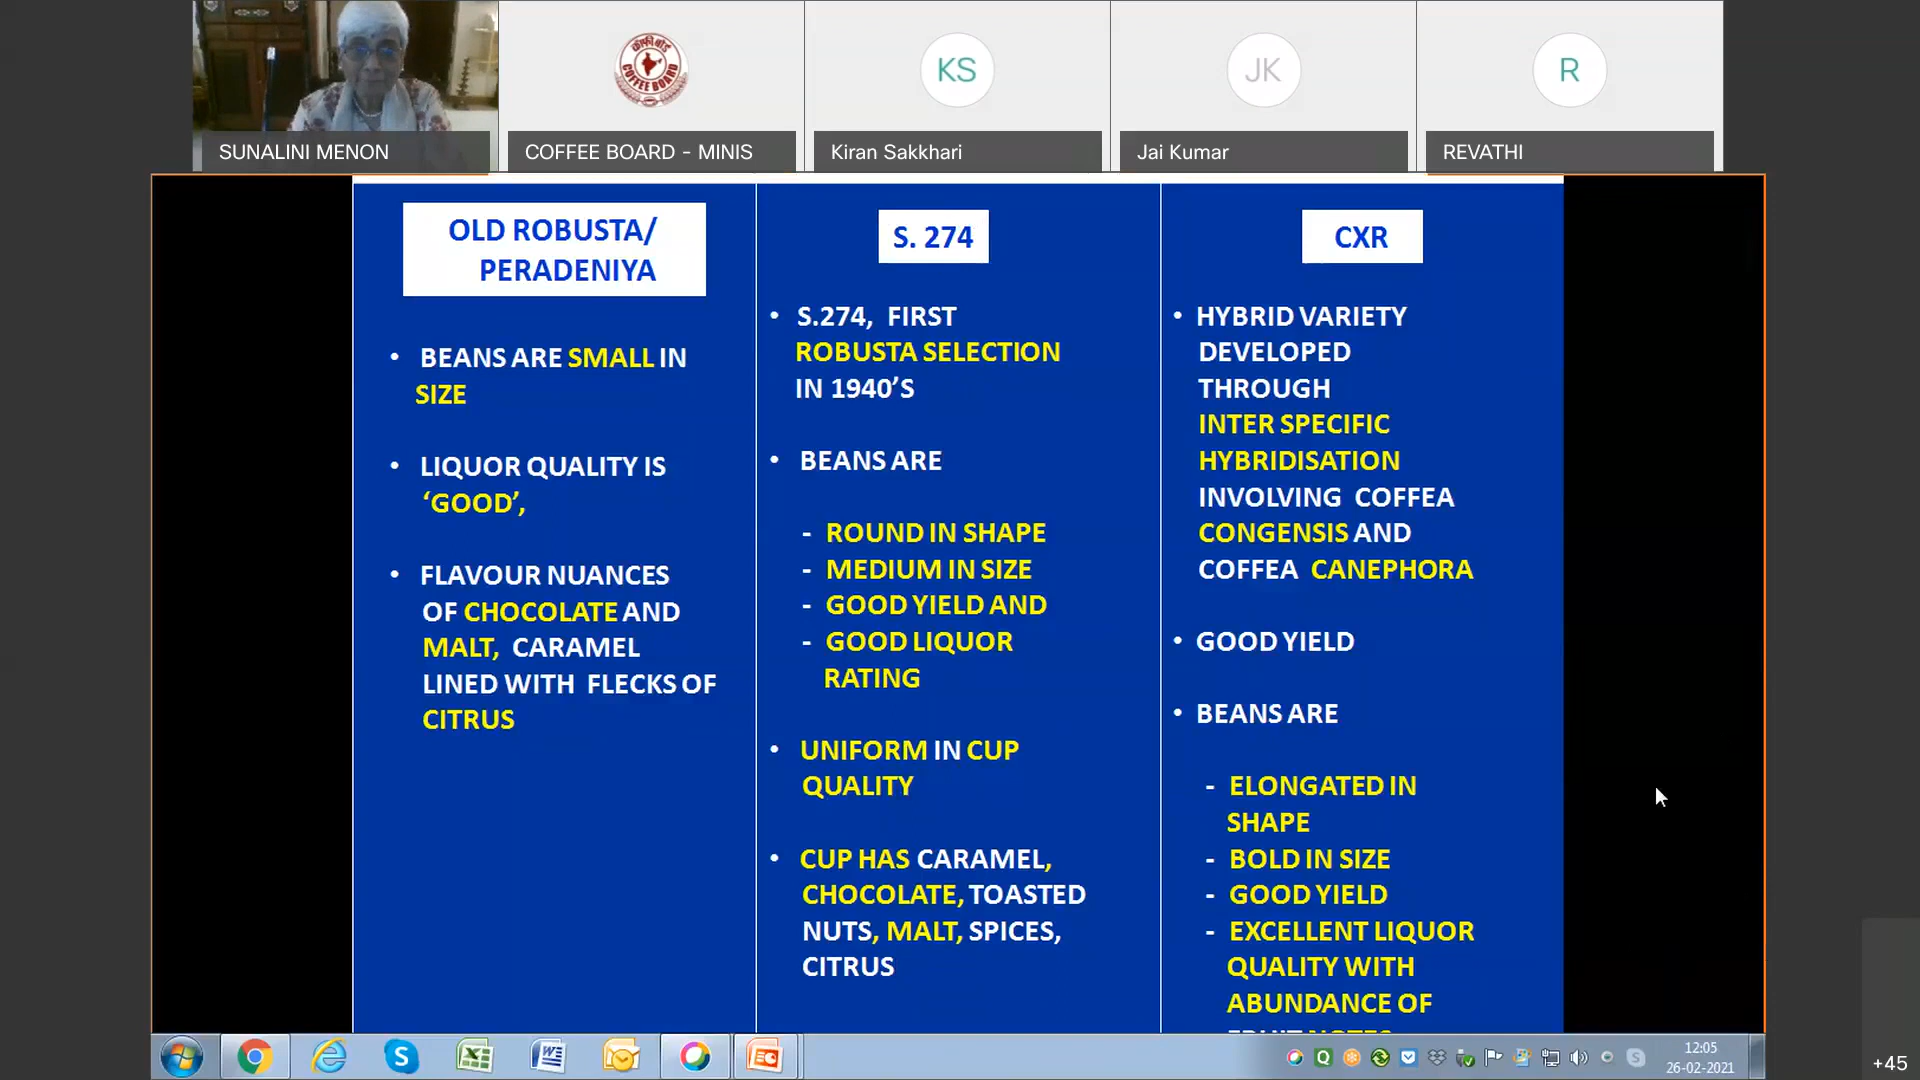 KS
JK
R
कॉफी बोर्ड
COFFEE BOARD
SUNALINI MENON
COFFEE BOARD - MINIS
Kiran Sakkhari
Jai Kumar
REVATHI
OLD ROBUSTA/
PERADENIYA
• BEANS ARE SMALL IN
SIZE
• LIQUOR QUALITY IS
‘GOOD’,
• FLAVOUR NUANCES
OF CHOCOLATE AND
MALT, CARAMEL
LINED WITH FLECKS OF
CITRUS
S. 274
• S.274, FIRST
ROBUSTA SELECTION
IN 1940’S
• BEANS ARE
- ROUND IN SHAPE
- MEDIUM IN SIZE
- GOOD YIELD AND
- GOOD LIQUOR
RATING
• UNIFORM IN CUP
QUALITY
• CUP HAS CARAMEL,
CHOCOLATE, TOASTED
NUTS, MALT, SPICES,
CITRUS
CXR
• HYBRID VARIETY
DEVELOPED
THROUGH
INTER SPECIFIC
HYBRIDISATION
INVOLVING COFFEA
CONGENSIS AND
COFFEA CANEPHORA
• GOOD YIELD
• BEANS ARE
- ELONGATED IN
SHAPE
- BOLD IN SIZE
- GOOD YIELD
- EXCELLENT LIQUOR
QUALITY WITH
ABUNDANCE OF
FRUIT NOTES
12:05
26-02-2021
+45